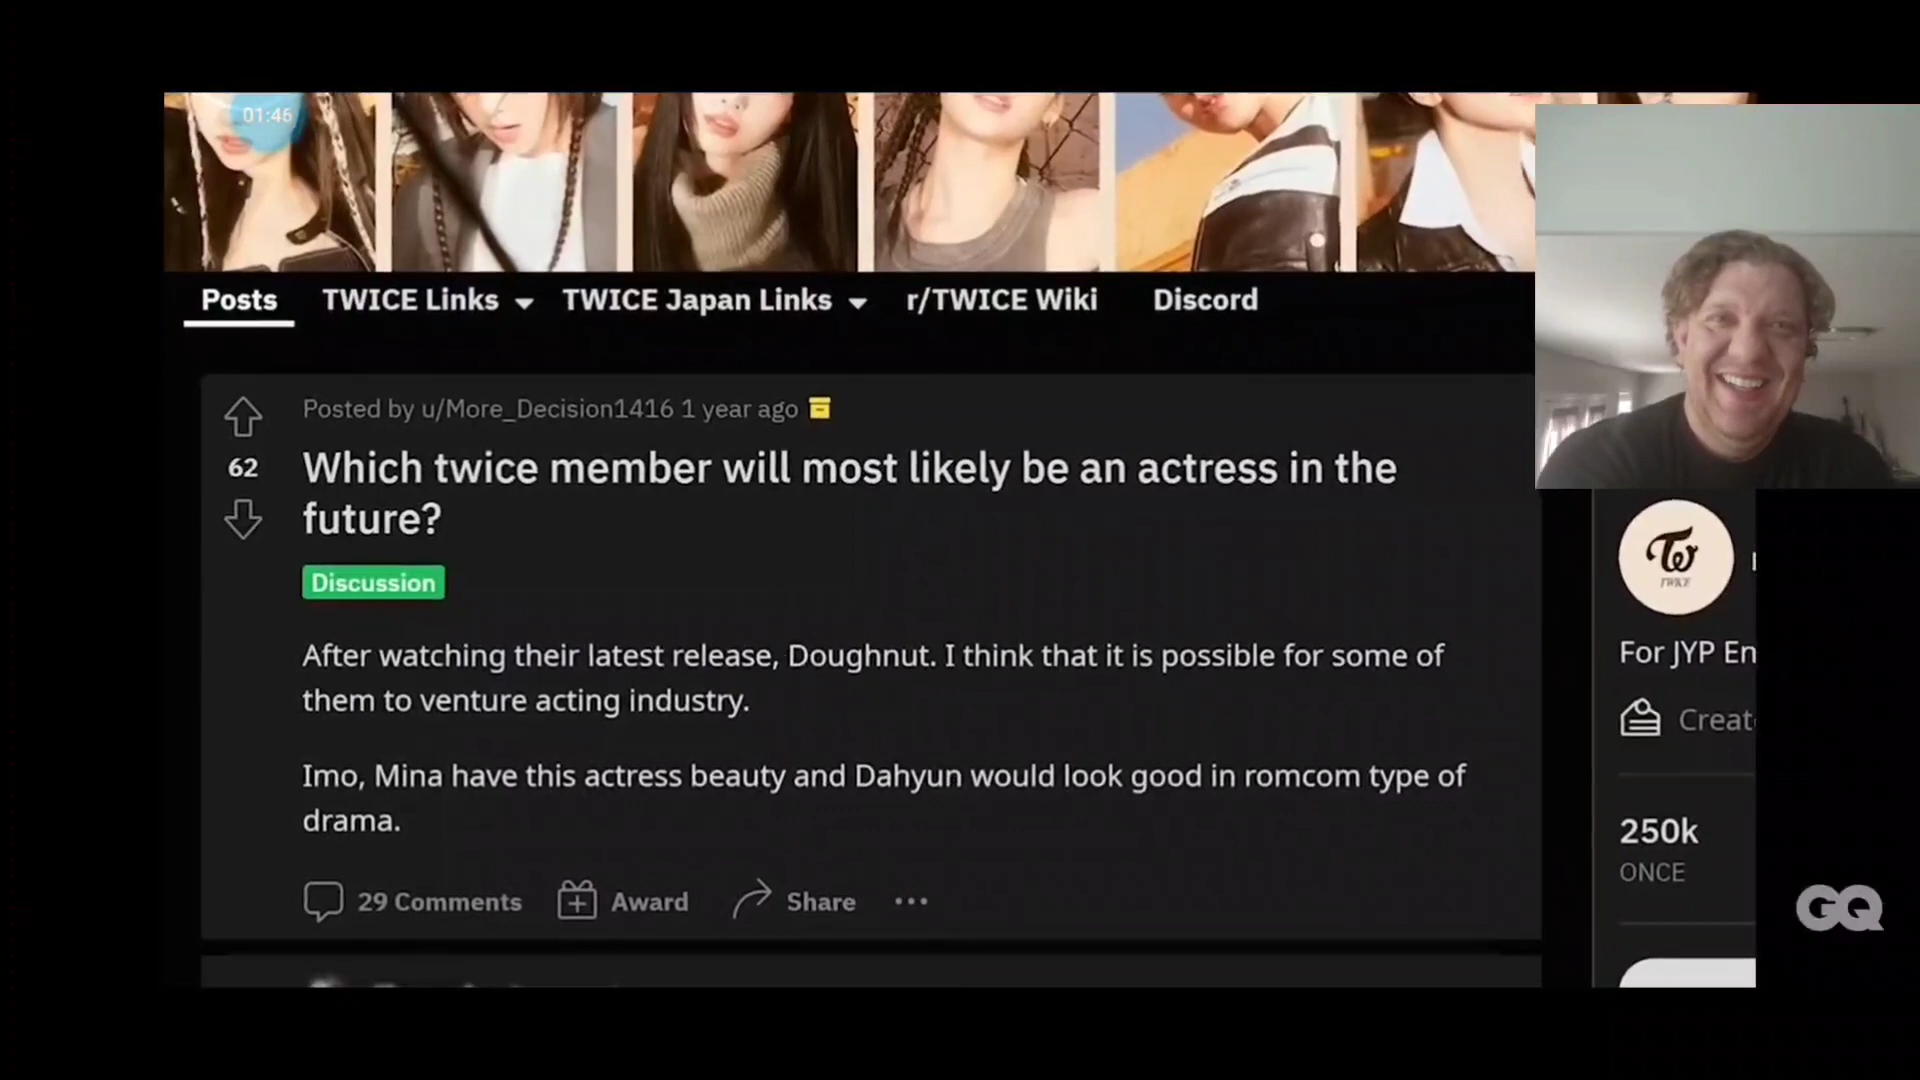 01:46
Posts TWICE Links TWICE Japan Links r/TWICE Wiki Discord
Posted by u/More_Decision1416 1 year ago
62
Which twice member will most likely be an actress in the
future?
Discussion
After watching their latest release, Doughnut. I think that it is possible for some of
them to venture acting industry.
Imo, Mina have this actress beauty and Dahyun would look good in romcom type of
drama.
29 Comments Award Share
Tw
TWICE
For JYP En
Creat
250k
ONCE
GQ